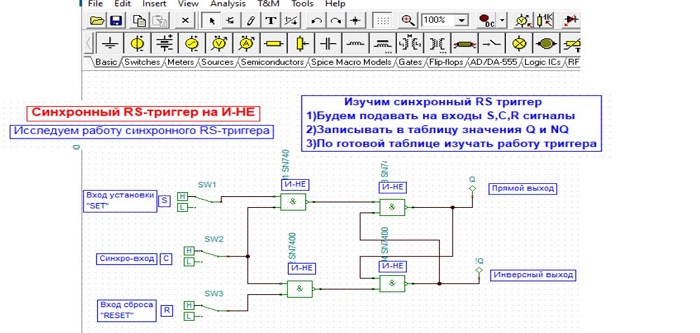 File Edit Insert View Analysis T&M Tools Help
100% DC 1K
Basic Switches Meters Sources Semiconductors Spice Macro Models Gates Flip-flops AD/DA-555 Logic ICs RF
Синхронный RS-триггер на И-НЕ
Исследуем работу синхронного RS-триггера
Изучим синхронный RS триггер
1)Будем подавать на входы S,C,R сигналы
2)Записывать в таблицу значения Q и NQ
3)По готовой таблице изучать работу триггера
0
SN740
И-НЕ
И-НЕ
Q
Прямой выход
Вход установки
"SET"
S
H
L
SW1
&
&
Синхро-вход
C
H
L
SW2
SN7400
SN7400
И-НЕ
И-НЕ
!Q
Инверсный выход
Вход сброса
"RESET"
R
H
L
SW3
&
&